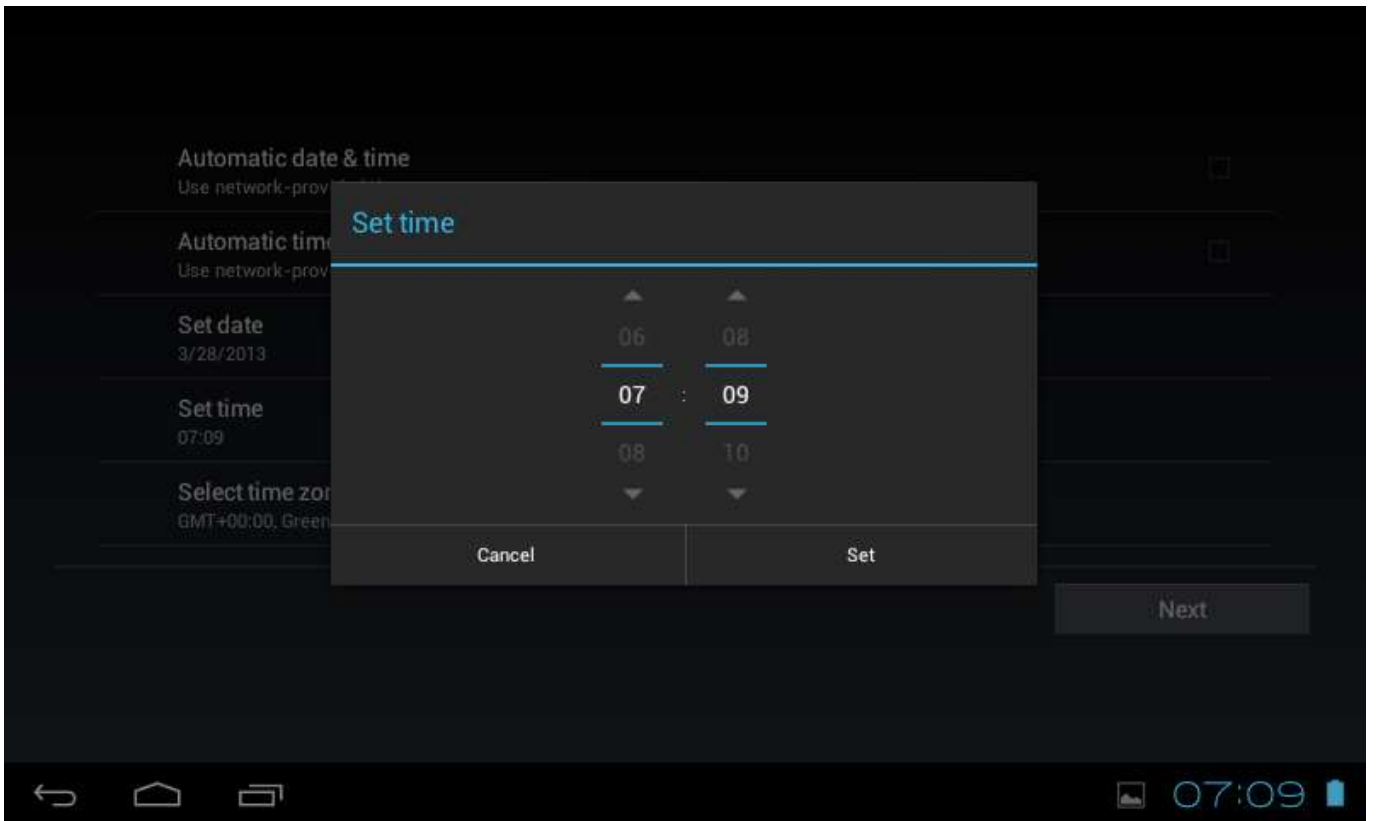 Automatic date & time
Use network-prov
Automatic time
Use network-prov
Set date
3/28/2013
Set time
07:09
Select time zon
GMT+00:00, Green
Set time
06 08
07 : 09
08 10
Cancel Set
Next
07:09